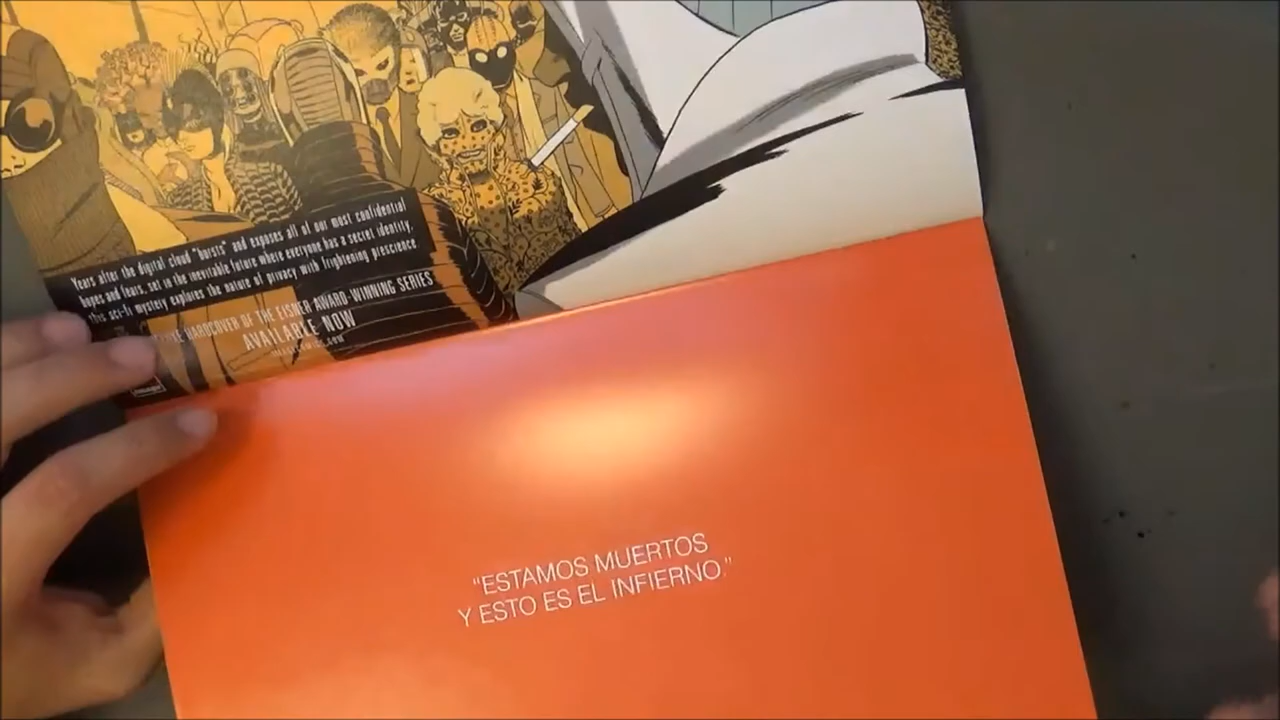 Years after the digital cloud "bursts" and exposes all of our most confidential
hopes and fears, set in the inevitable future where everyone has a secret identity.
This sci-fi mystery explores the nature of privacy with frightening prescience.
HARDCOVER OF THE EISNER AWARD-WINNING SERIES
AVAILABLE NOW
"ESTAMOS MUERTOS
Y ESTO ES EL INFIERNO."